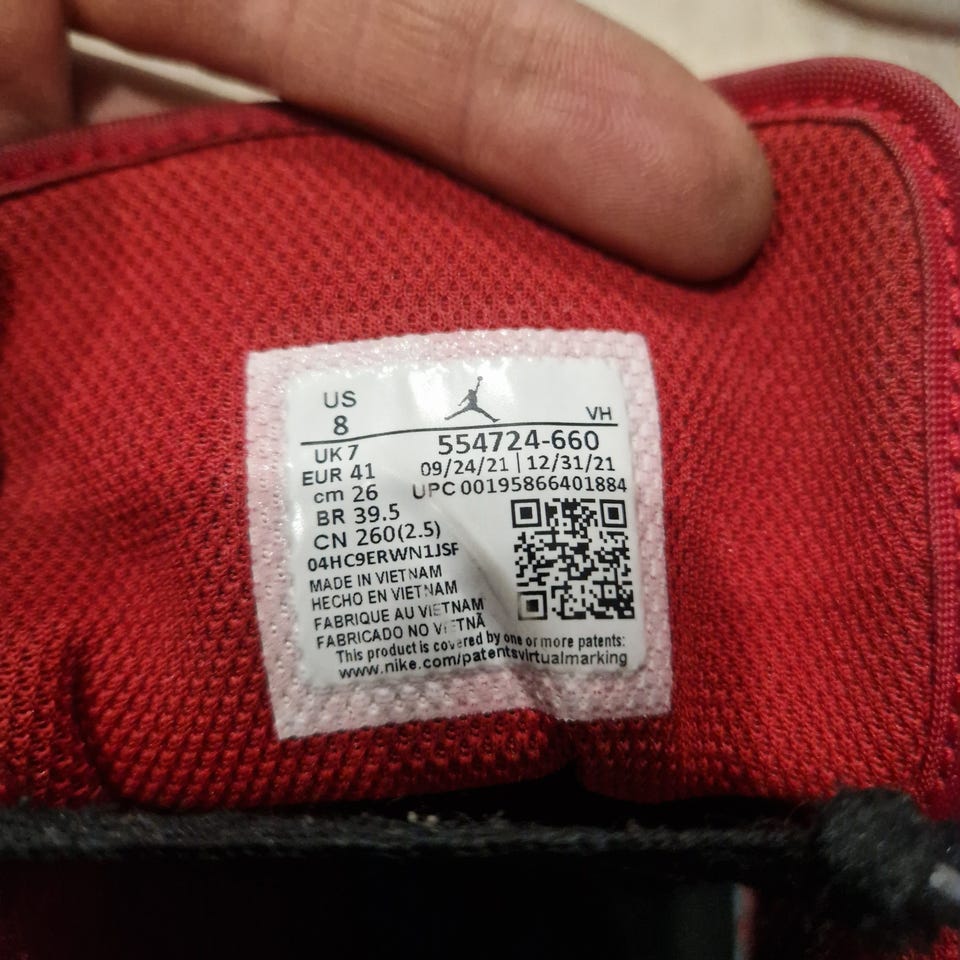 US
8
VH
UK 7
EUR 41
cm 26
BR 39.5
CN 260(2.5)
04HC9ERWN1JSF
554724-660
09/24/21 | 12/31/21
UPC 00195866401884
MADE IN VIETNAM
HECHO EN VIETNAM
FABRIQUE AU VIETNAM
FABRICADO NO VIETNÃ
This product is covered by one or more patents:
www.nike.com/patentsvirtualmarking